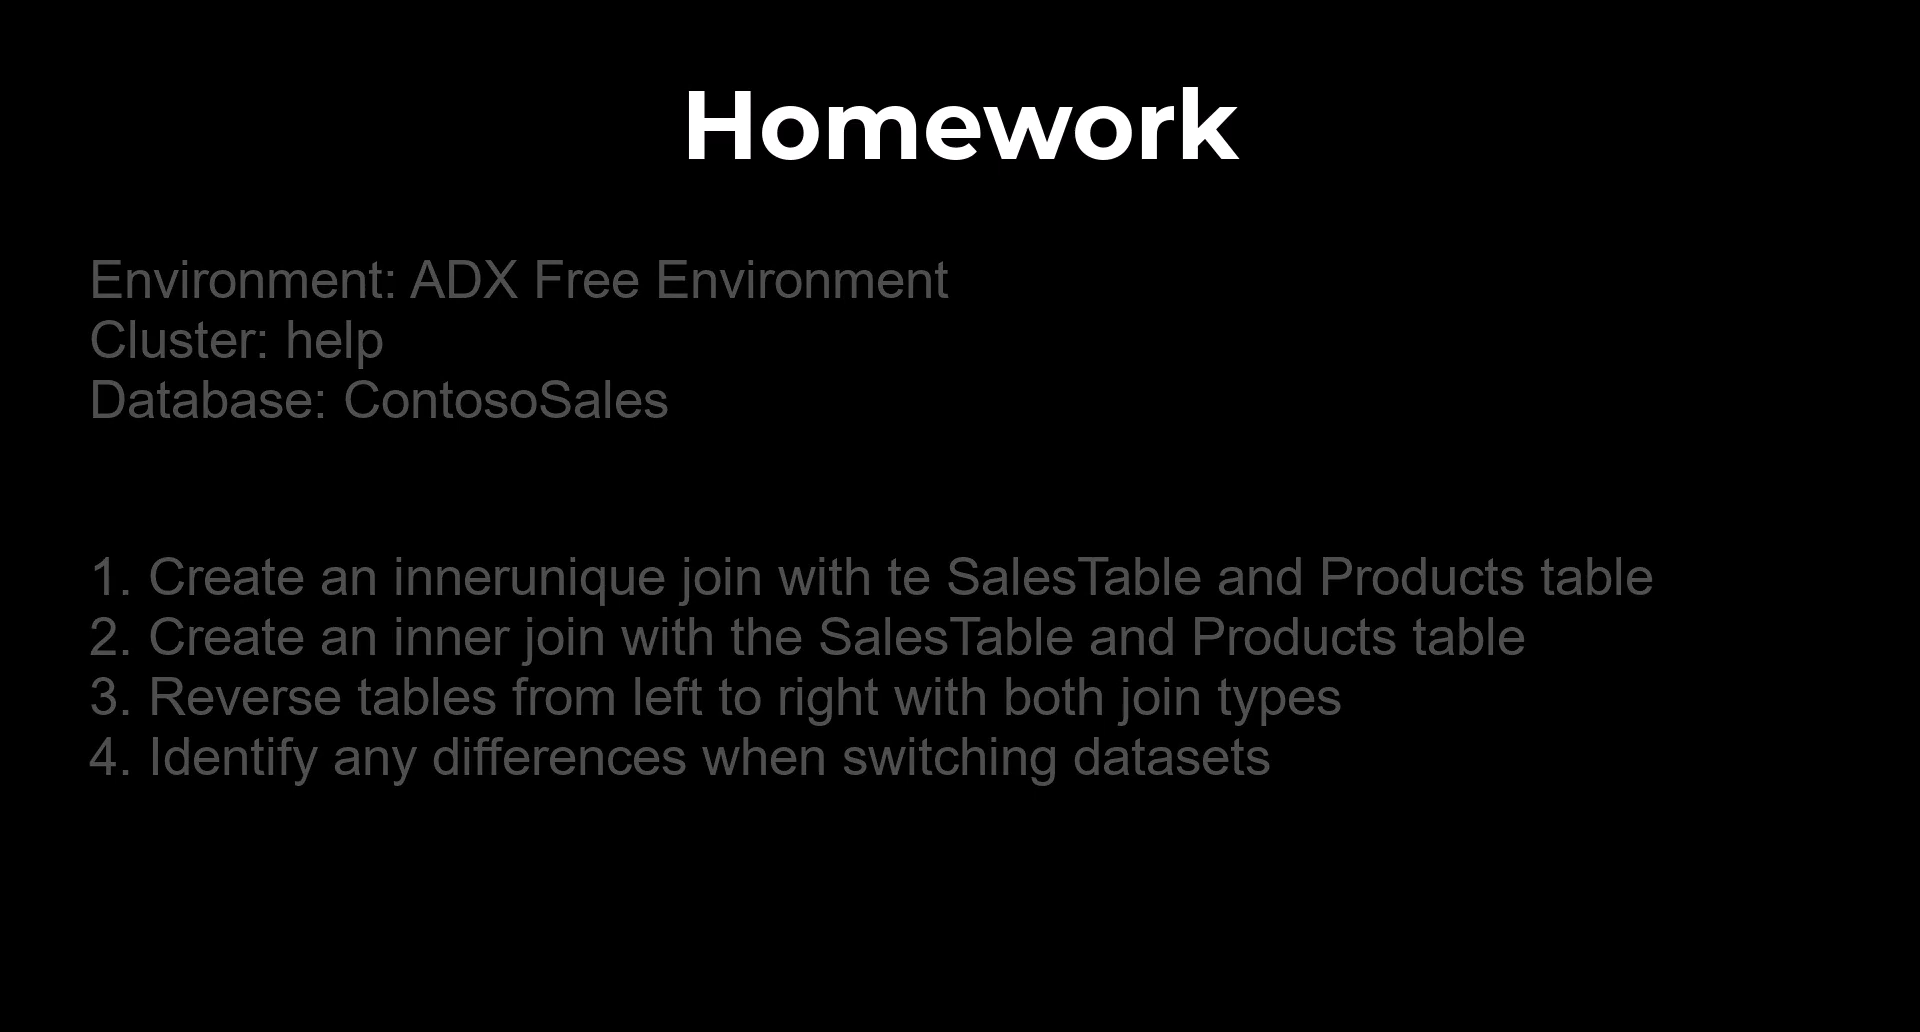 Homework
Environment: ADX Free Environment
Cluster: help
Database: ContosoSales
1. Create an innerunique join with te SalesTable and Products table
2. Create an inner join with the SalesTable and Products table
3. Reverse tables from left to right with both join types
4. Identify any differences when switching datasets